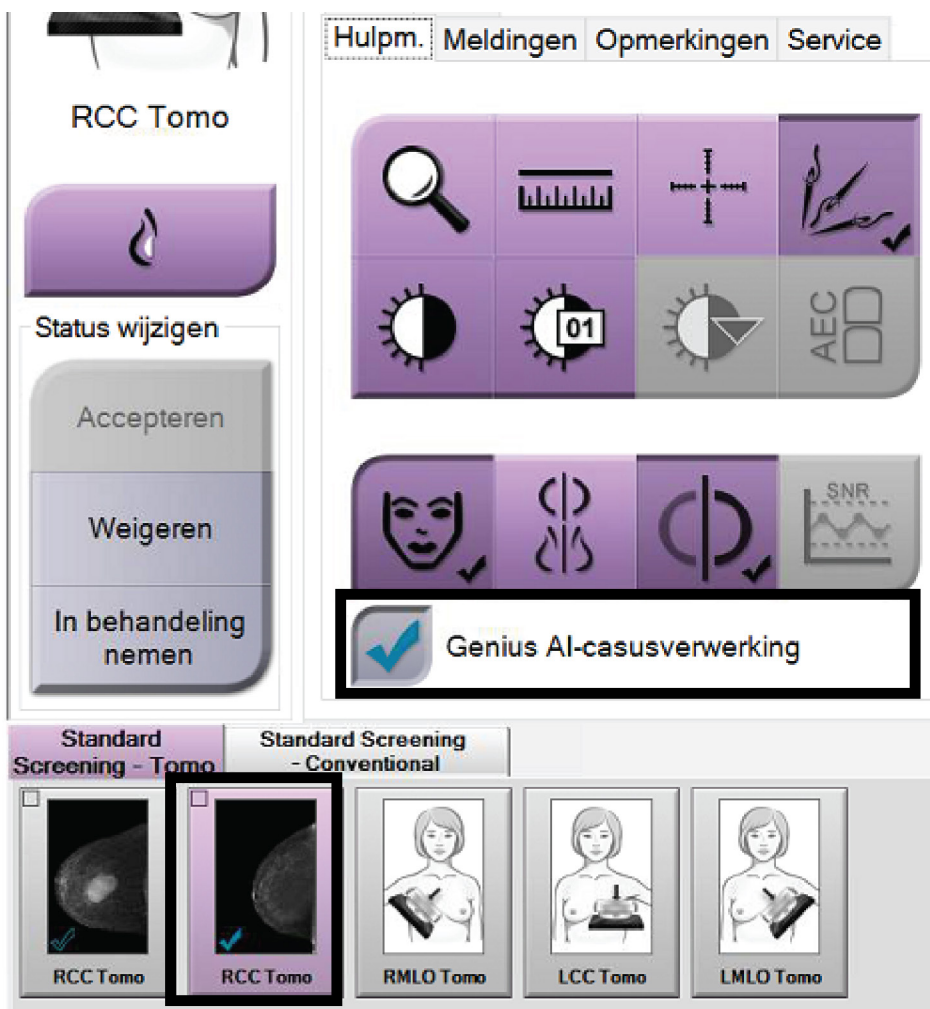 RCC Tomo
Status wijzigen
Accepteren
Weigeren
In behandeling
nemen
Hulpm. Meldingen Opmerkingen Service
01
AEC
SNR
Genius AI-casusverwerking
Standard
Screening - Tomo
Standard Screening
- Conventional
RCC Tomo
RCC Tomo
RMLO Tomo
LCC Tomo
LMLO Tomo